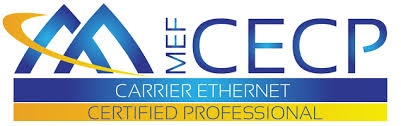 MEF CECP
CARRIER ETHERNET
CERTIFIED PROFESSIONAL